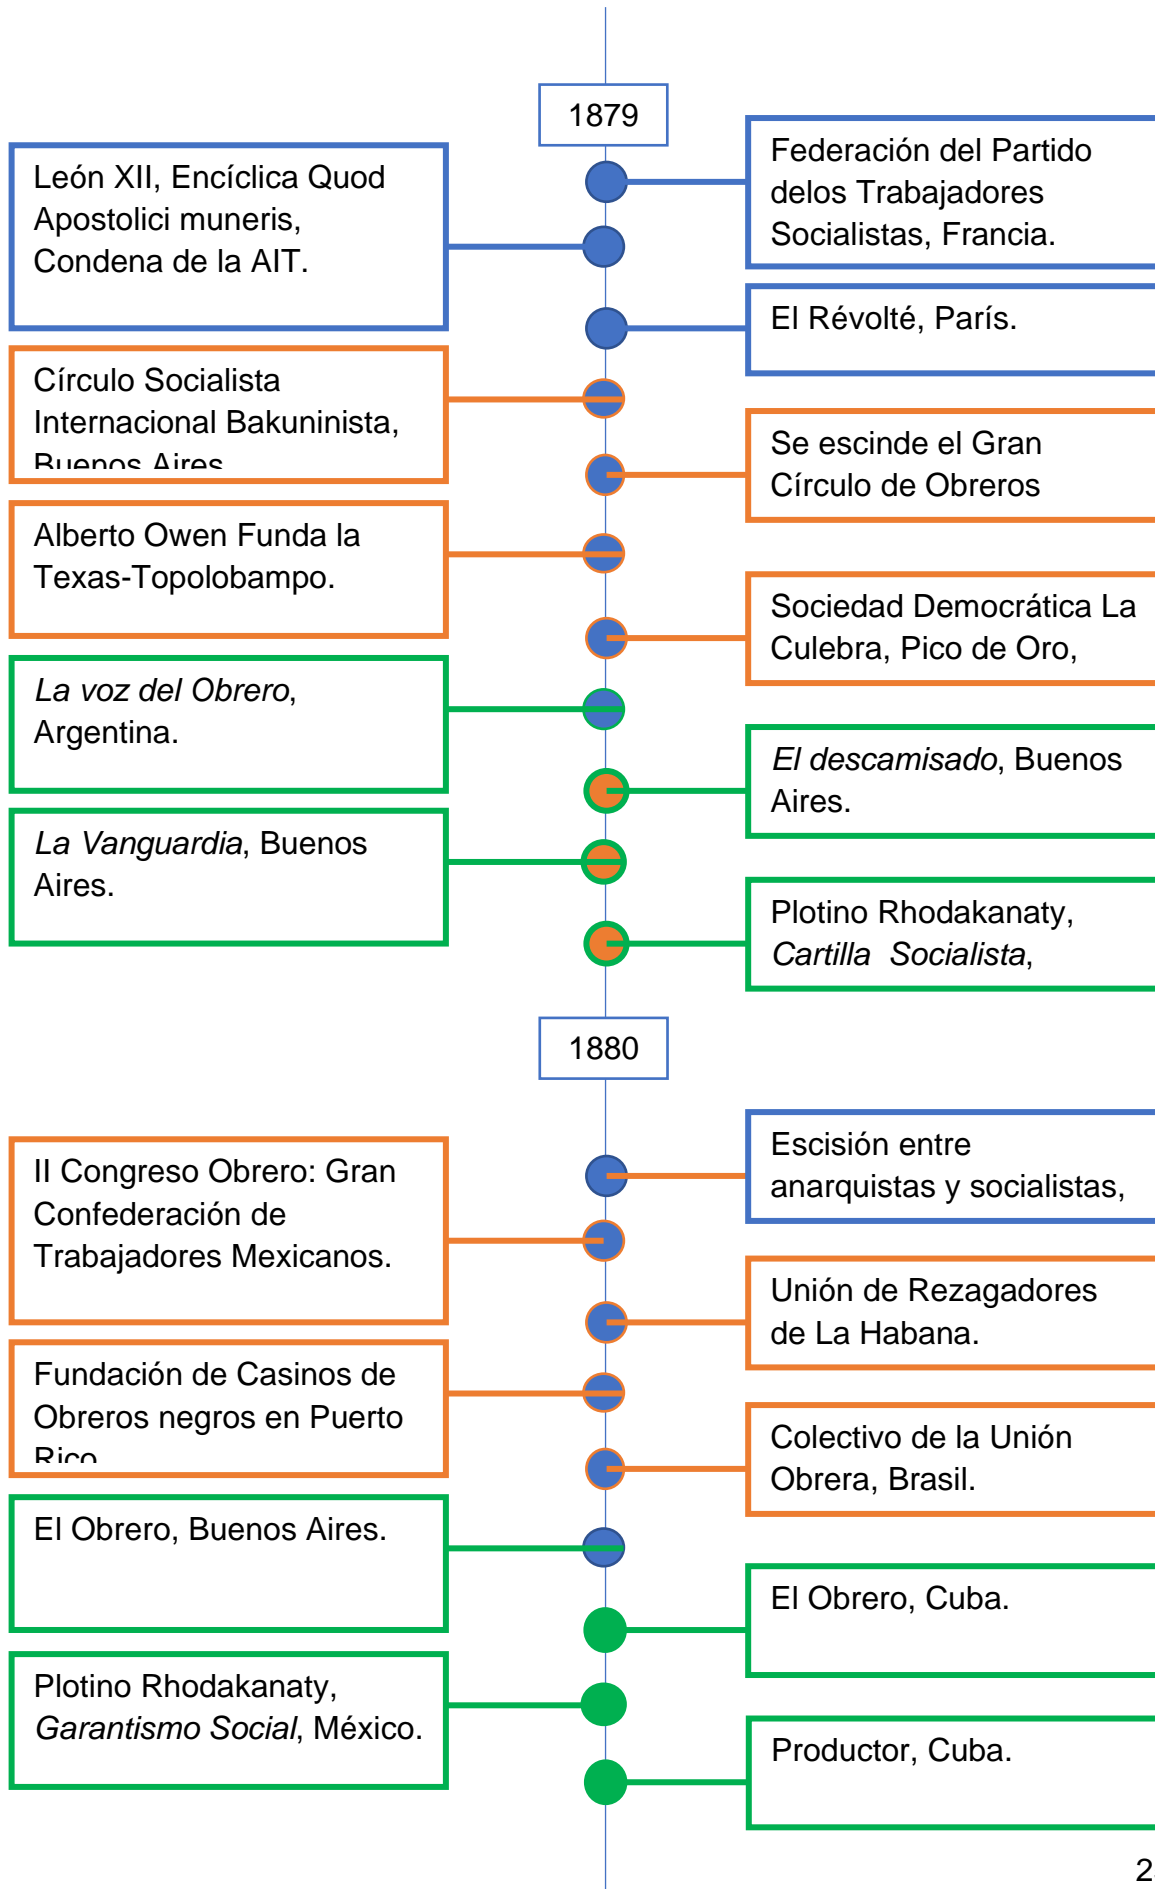 1879
León XII, Encíclica Quod
Apostolici muneris,
Condena de la AIT.
Federación del Partido
delos Trabajadores
Socialistas, Francia.
El Révolté, París.
Círculo Socialista
Internacional Bakuninista,
Buenos Aires
Se escinde el Gran
Círculo de Obreros
Alberto Owen Funda la
Texas-Topolobampo.
Sociedad Democrática La
Culebra, Pico de Oro,
La voz del Obrero,
Argentina.
El descamisado, Buenos
Aires.
La Vanguardia, Buenos
Aires.
Plotino Rhodakanaty,
Cartilla Socialista,
1880
II Congreso Obrero: Gran
Confederación de
Trabajadores Mexicanos.
Escisión entre
anarquistas y socialistas,
Unión de Rezagadores
de La Habana.
Fundación de Casinos de
Obreros negros en Puerto
Rico
Colectivo de la Unión
Obrera, Brasil.
El Obrero, Buenos Aires.
El Obrero, Cuba.
Plotino Rhodakanaty,
Garantismo Social, México.
Productor, Cuba.